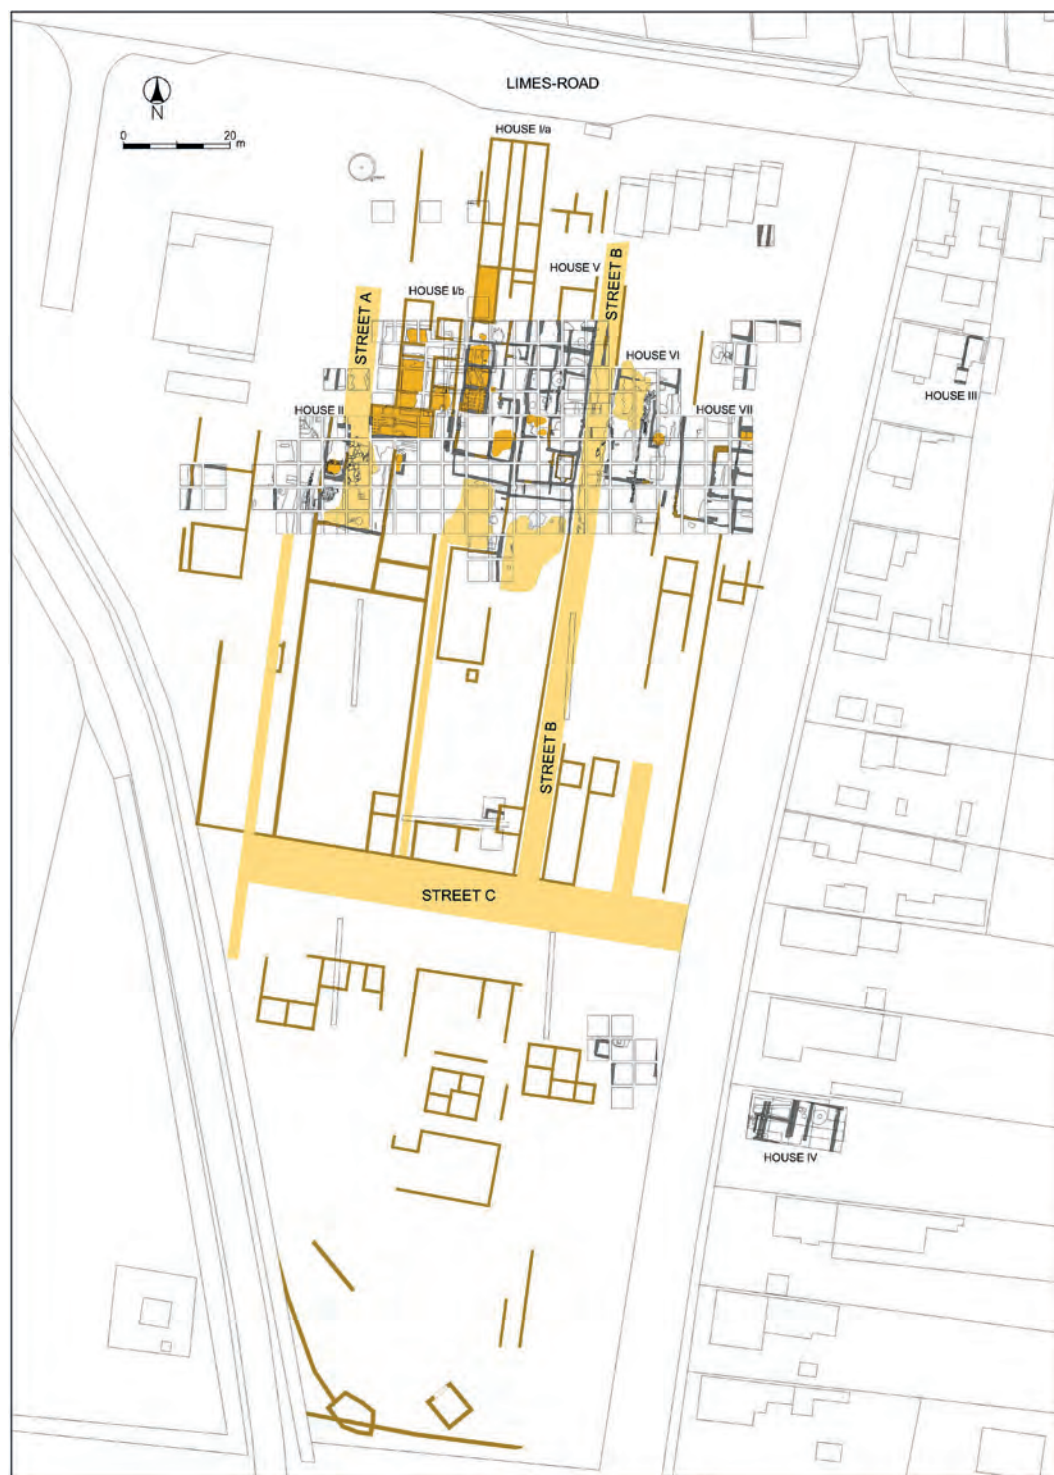 LIMES-ROAD
N
0 20
m
HOUSE I/a
HOUSE V
STREET B
HOUSE I/b
STREET A
HOUSE VI
HOUSE III
HOUSE II
HOUSE VII
STREET B
STREET C
HOUSE IV